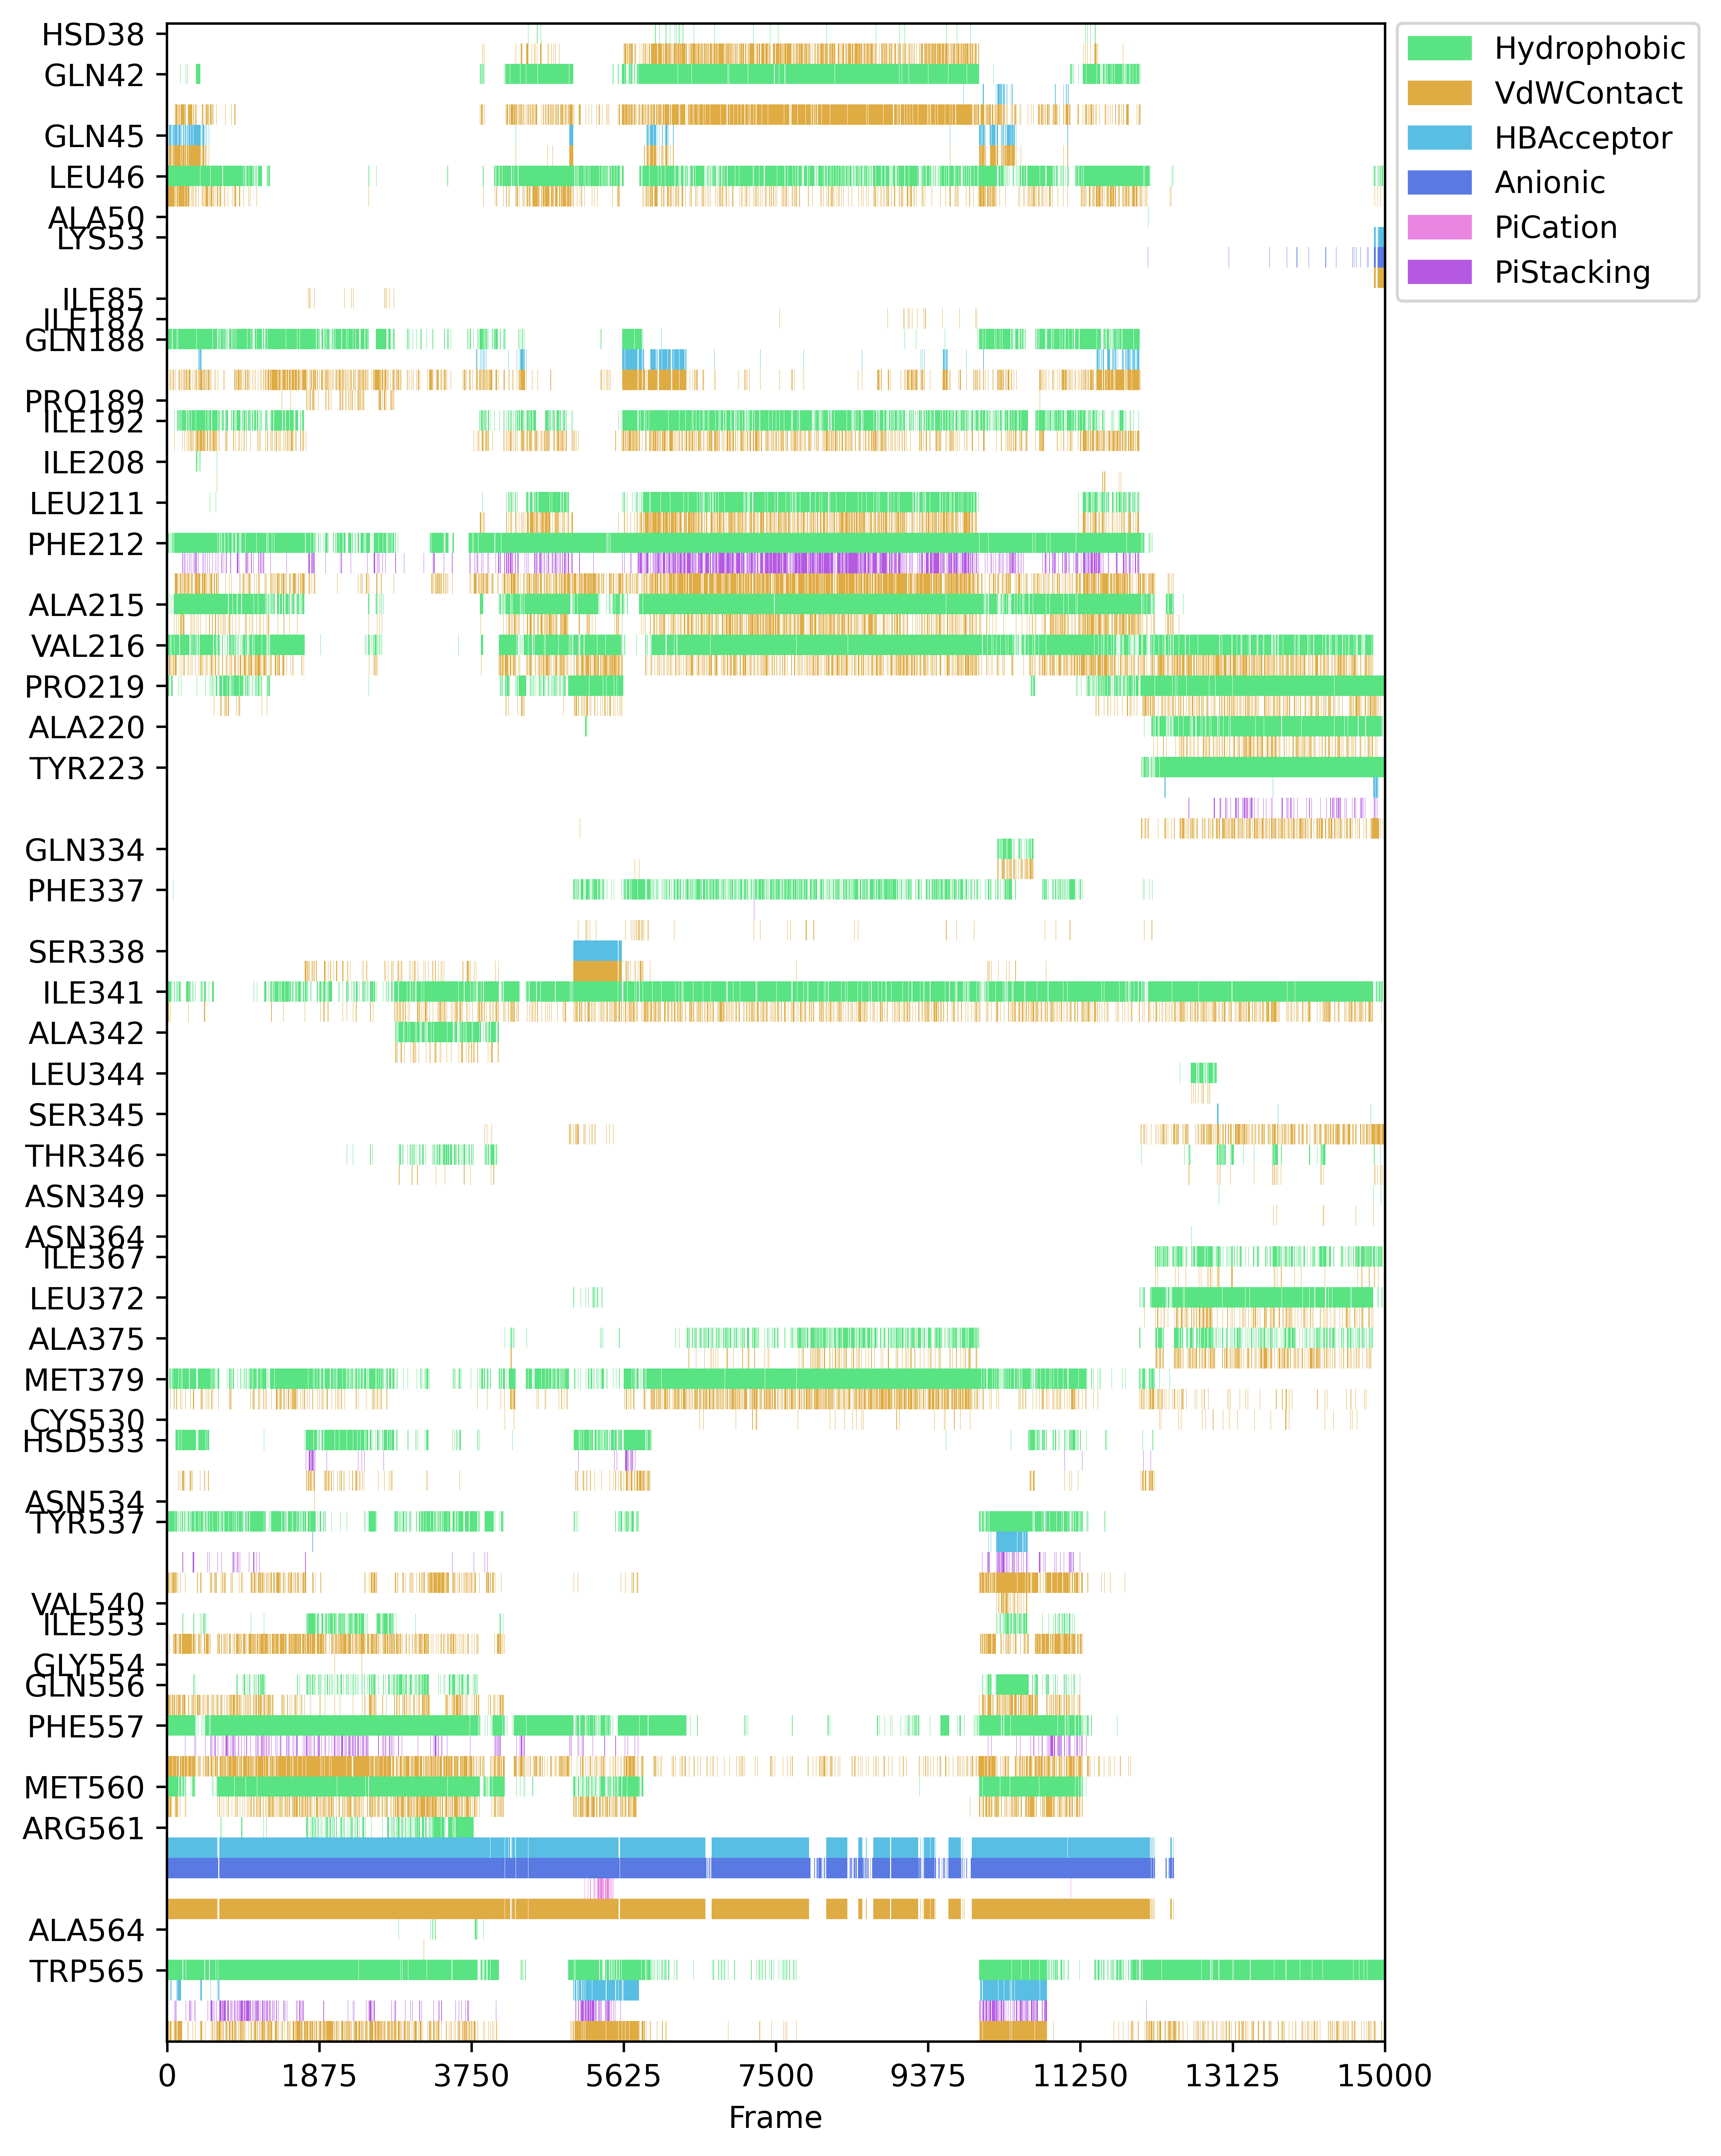 HSD38
GLN42
GLN45
LEU46
ALA50
LYS53
ILE85
ILE187
GLN188
PRO189
ILE192
ILE208
LEU211
PHE212
ALA215
VAL216
PRO219
ALA220
TYR223
GLN334
PHE337
SER338
ILE341
ALA342
LEU344
SER345
THR346
ASN349
ASN364
ILE367
LEU372
ALA375
MET379
CYS530
HSD533
ASN534
TYR537
VAL540
ILE553
GLY554
GLN556
PHE557
MET560
ARG561
ALA564
TRP565
0 1875 3750 5625 7500 9375 11250 13125 15000
Frame
Hydrophobic
VdWContact
HBAcceptor
Anionic
PiCation
PiStacking